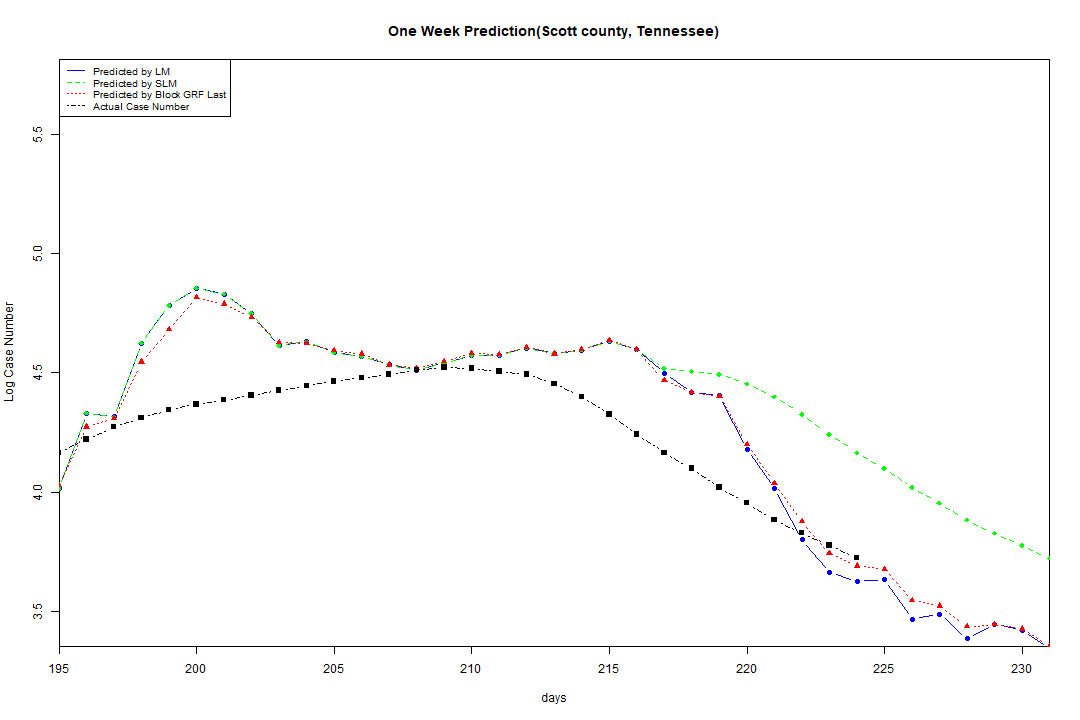 One Week Prediction(Scott county, Tennessee)
Predicted by LM
Predicted by SLM
Predicted by Block GRF Last
Actual Case Number
5.5
5.0
4.5
4.0
3.5
Log Case Number
195 200 205 210 215 220 225 230
days